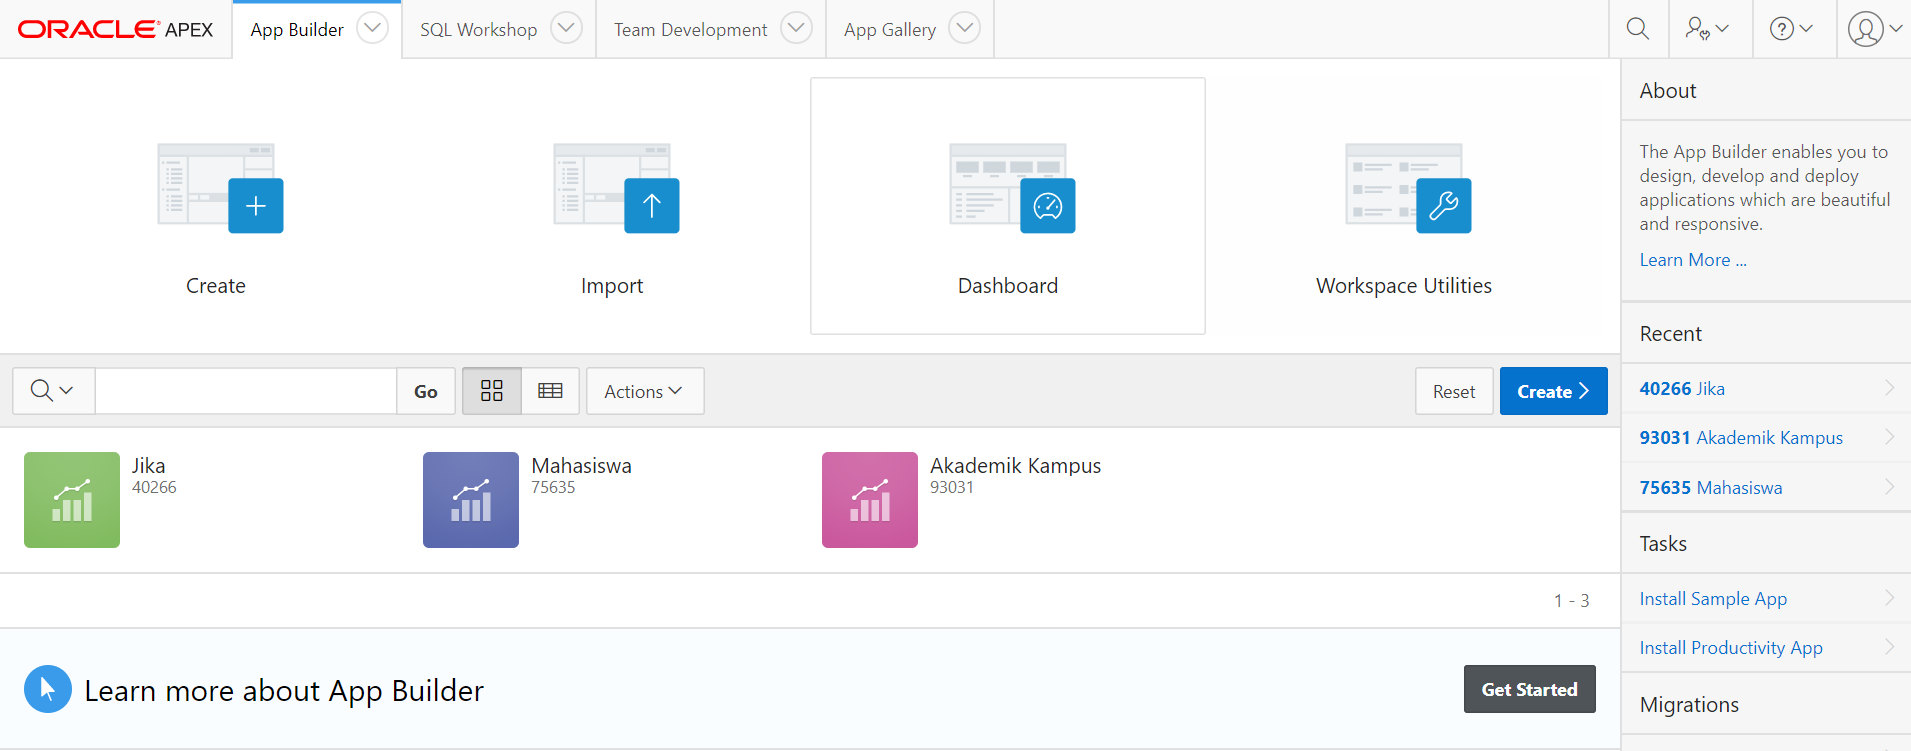 ORACLE APEX
App Builder
SQL Workshop
Team Development
App Gallery
Create
Import
Dashboard
Workspace Utilities
Go
Actions
Reset
Create
Jika
40266
Mahasiswa
75635
Akademik Kampus
93031
1 - 3
Learn more about App Builder
Get Started
About
The App Builder enables you to
design, develop and deploy
applications which are beautiful
and responsive.
Learn More ...
Recent
40266 Jika
93031 Akademik Kampus
75635 Mahasiswa
Tasks
Install Sample App
Install Productivity App
Migrations